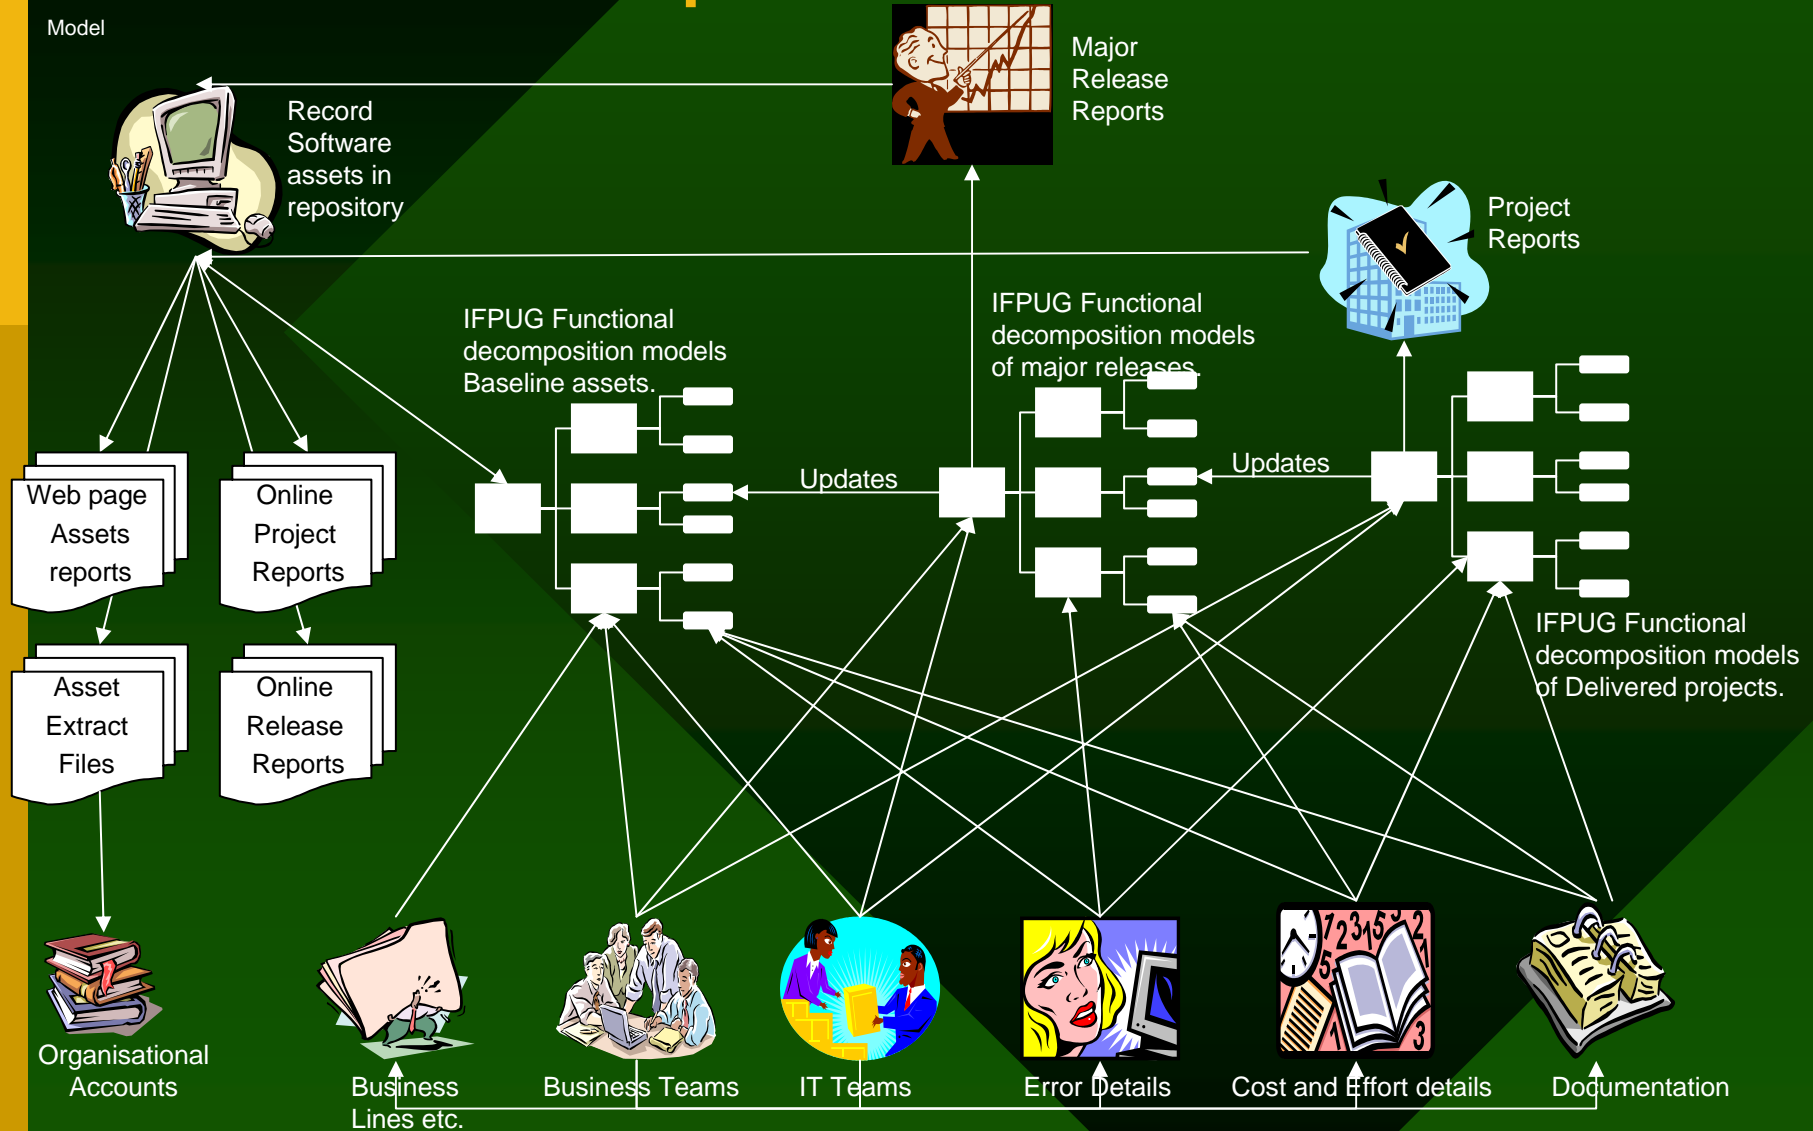 Model
Major
Release
Reports
Record
Software
assets in
repository
Project
Reports
IFPUG Functional
decomposition models
Baseline assets.
IFPUG Functional
decomposition models
of major releases.
Updates
Updates
Web page
Assets
reports
Online
Project
Reports
IFPUG Functional
decomposition models
of Delivered projects.
Asset
Extract
Files
Online
Release
Reports
Organisational
Accounts
Business
Lines etc.
Business Teams
IT Teams
Error Details
Cost and Effort details
Documentation